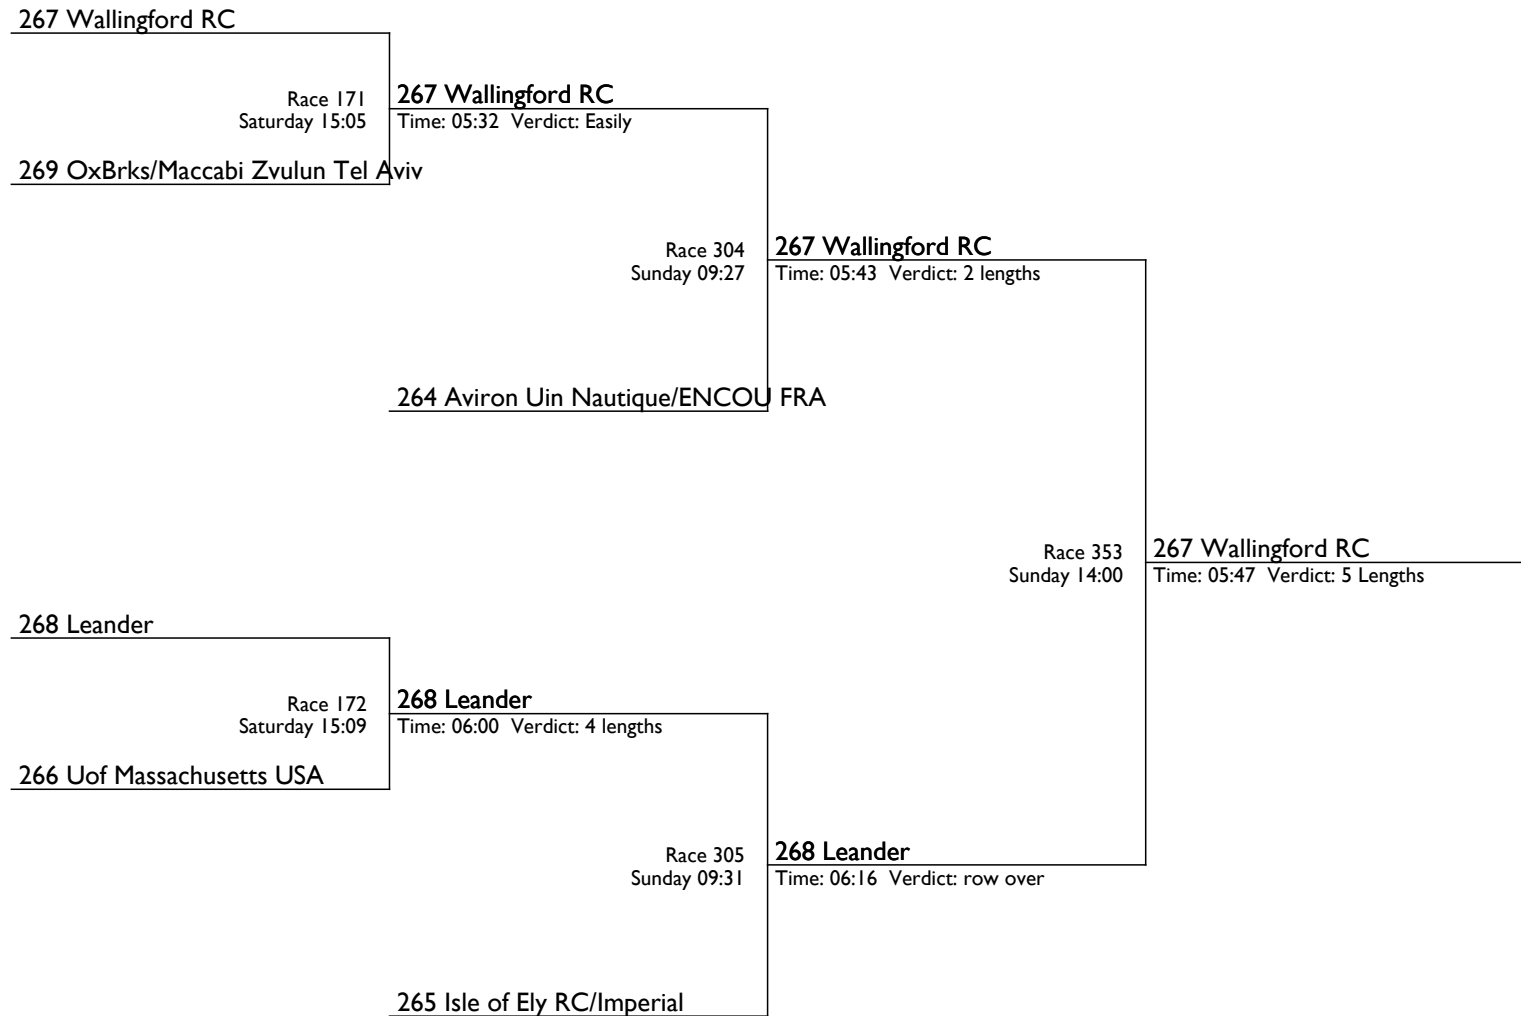 267 Wallingford RC
Race 171
Saturday 15:05
267 Wallingford RC
Time: 05:32 Verdict: Easily
269 OxBrks/Maccabi Zvulun Tel Aviv
Race 304
Sunday 09:27
267 Wallingford RC
Time: 05:43 Verdict: 2 lengths
264 Aviron Uin Nautique/ENCOU FRA
Race 353
Sunday 14:00
267 Wallingford RC
Time: 05:47 Verdict: 5 Lengths
268 Leander
Race 172
Saturday 15:09
268 Leander
Time: 06:00 Verdict: 4 lengths
266 Uof Massachusetts USA
Race 305
Sunday 09:31
268 Leander
Time: 06:16 Verdict: row over
265 Isle of Ely RC/Imperial